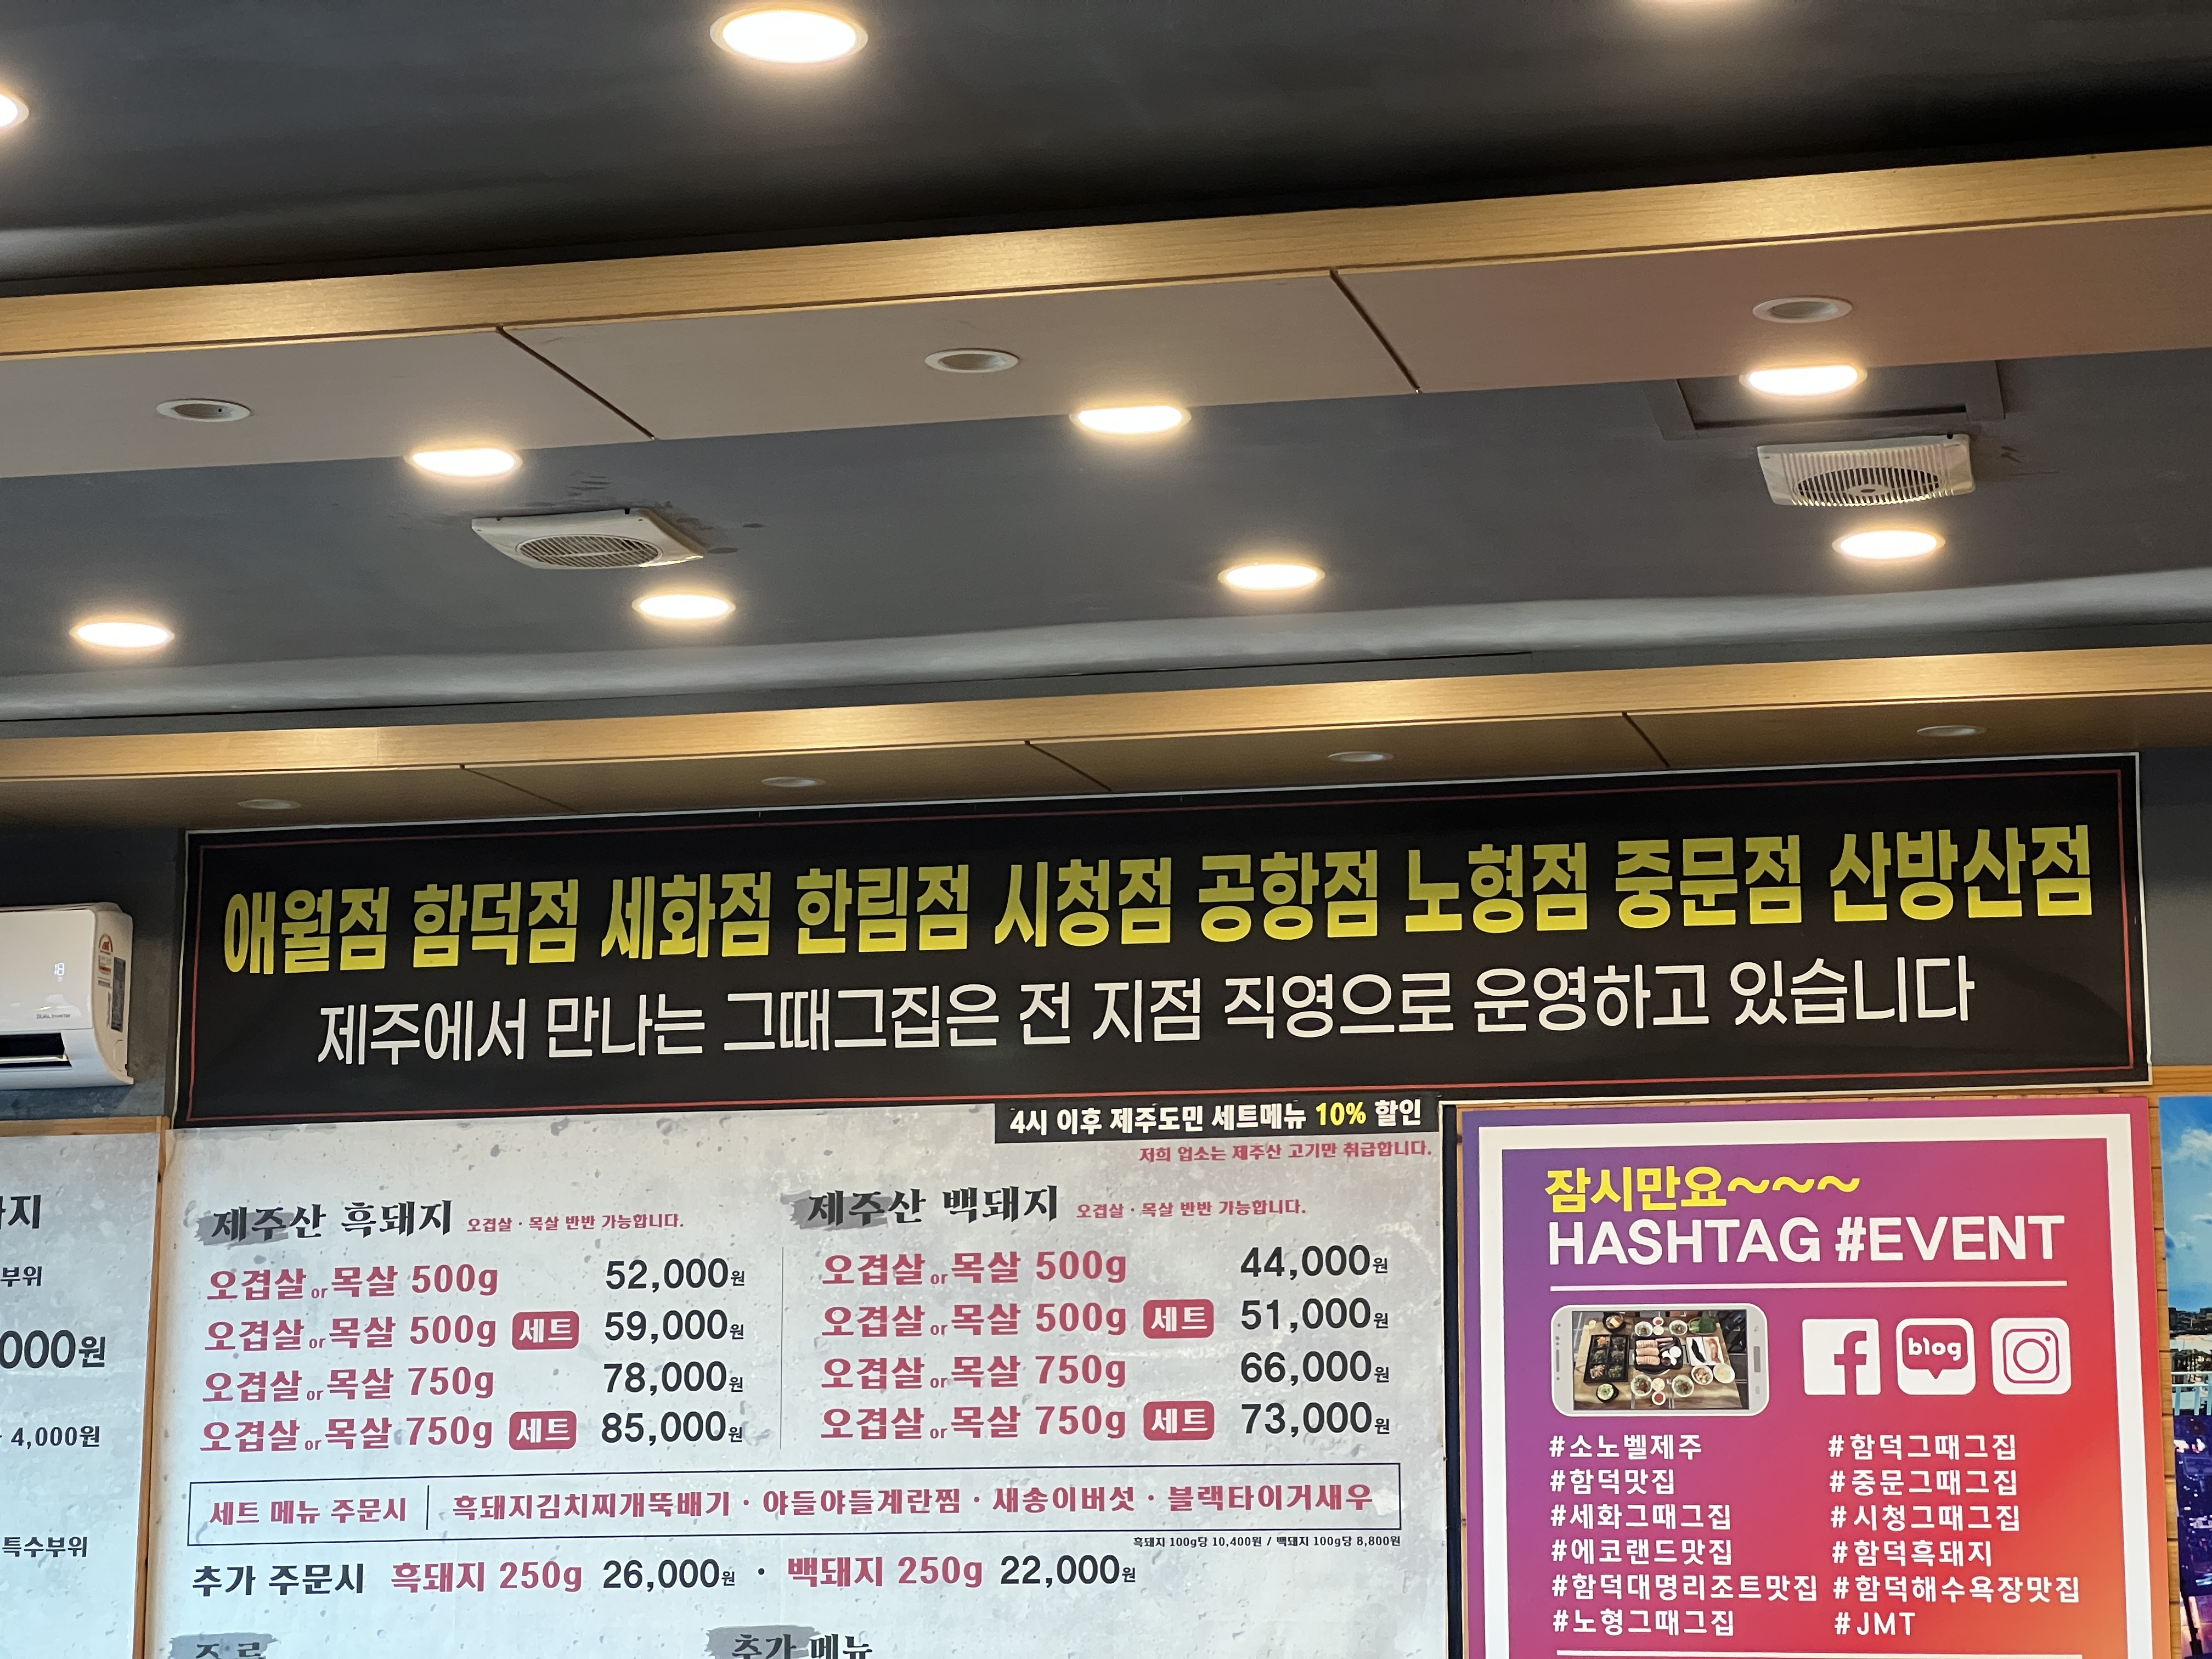 애월점 함덕점 세화점 한림점 시청점 공항점 노형점 중문점 산방산점
제주에서 만나는 그때그집은 전 지점 직영으로 운영하고 있습니다
4시 이후 제주도민 세트메뉴 10% 할인
저희 업소는 제주산 고기만 취급합니다.
제주산 흑돼지 오겹살 · 목살 반반 가능합니다.
오겹살 or 목살 500g 52,000원
오겹살 or 목살 500g 세트 59,000원
오겹살 or 목살 750g 78,000원
오겹살 or 목살 750g 세트 85,000원
제주산 백돼지 오겹살 · 목살 반반 가능합니다.
오겹살 or 목살 500g 44,000원
오겹살 or 목살 500g 세트 51,000원
오겹살 or 목살 750g 66,000원
오겹살 or 목살 750g 세트 73,000원
세트 메뉴 주문시 흑돼지김치찌개뚝배기 · 야들야들계란찜 · 새송이버섯 · 블랙타이거새우
흑돼지 100g당 10,400원 / 백돼지 100g당 8,800원
추가 주문시 흑돼지 250g 26,000원 · 백돼지 250g 22,000원
추가 메뉴
지
부위
000원
4,000원
특수부위
18
DUAL Inverter
잠시만요~~~
HASHTAG #EVENT
blog
#소노벨제주 #함덕그때그집
#함덕맛집 #중문그때그집
#세화그때그집 #시청그때그집
#에코랜드맛집 #함덕흑돼지
#함덕대명리조트맛집 #함덕해수욕장맛집
#노형그때그집 #JMT